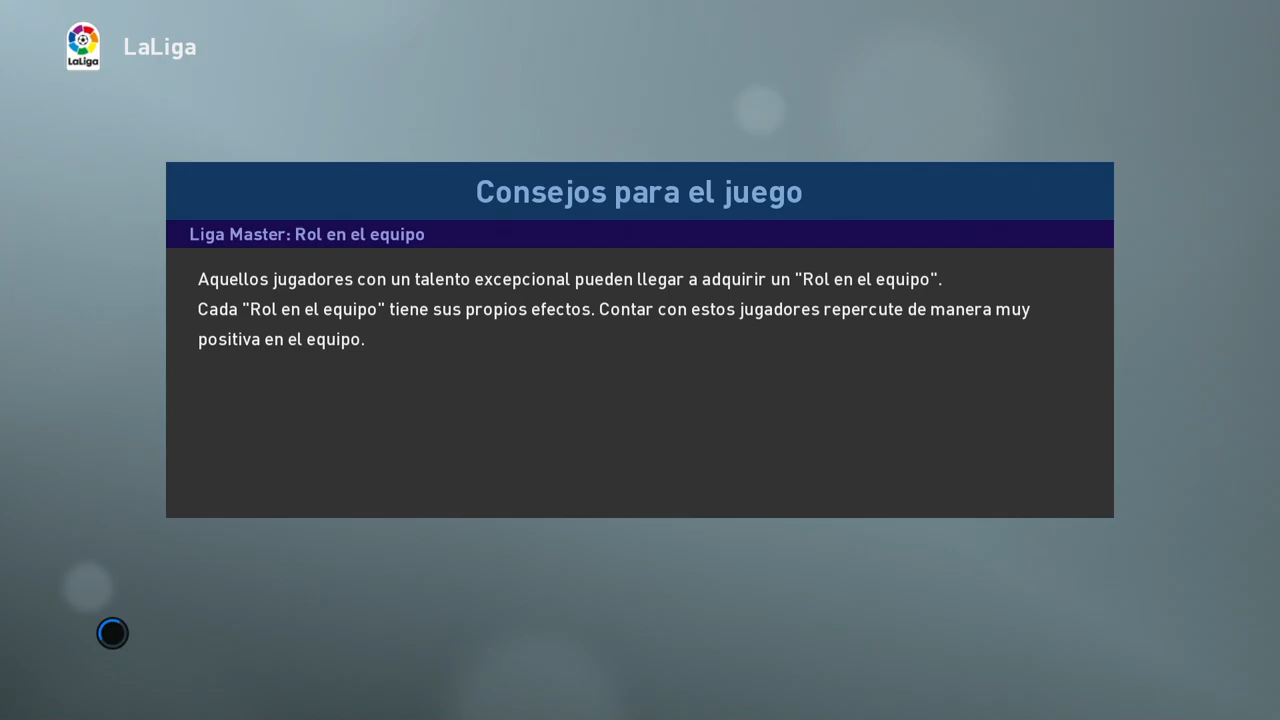 LaLiga
LaLiga
Consejos para el juego
Liga Master: Rol en el equipo
Aquellos jugadores con un talento excepcional pueden llegar a adquirir un "Rol en el equipo".
Cada "Rol en el equipo" tiene sus propios efectos. Contar con estos jugadores repercute de manera muy
positiva en el equipo.